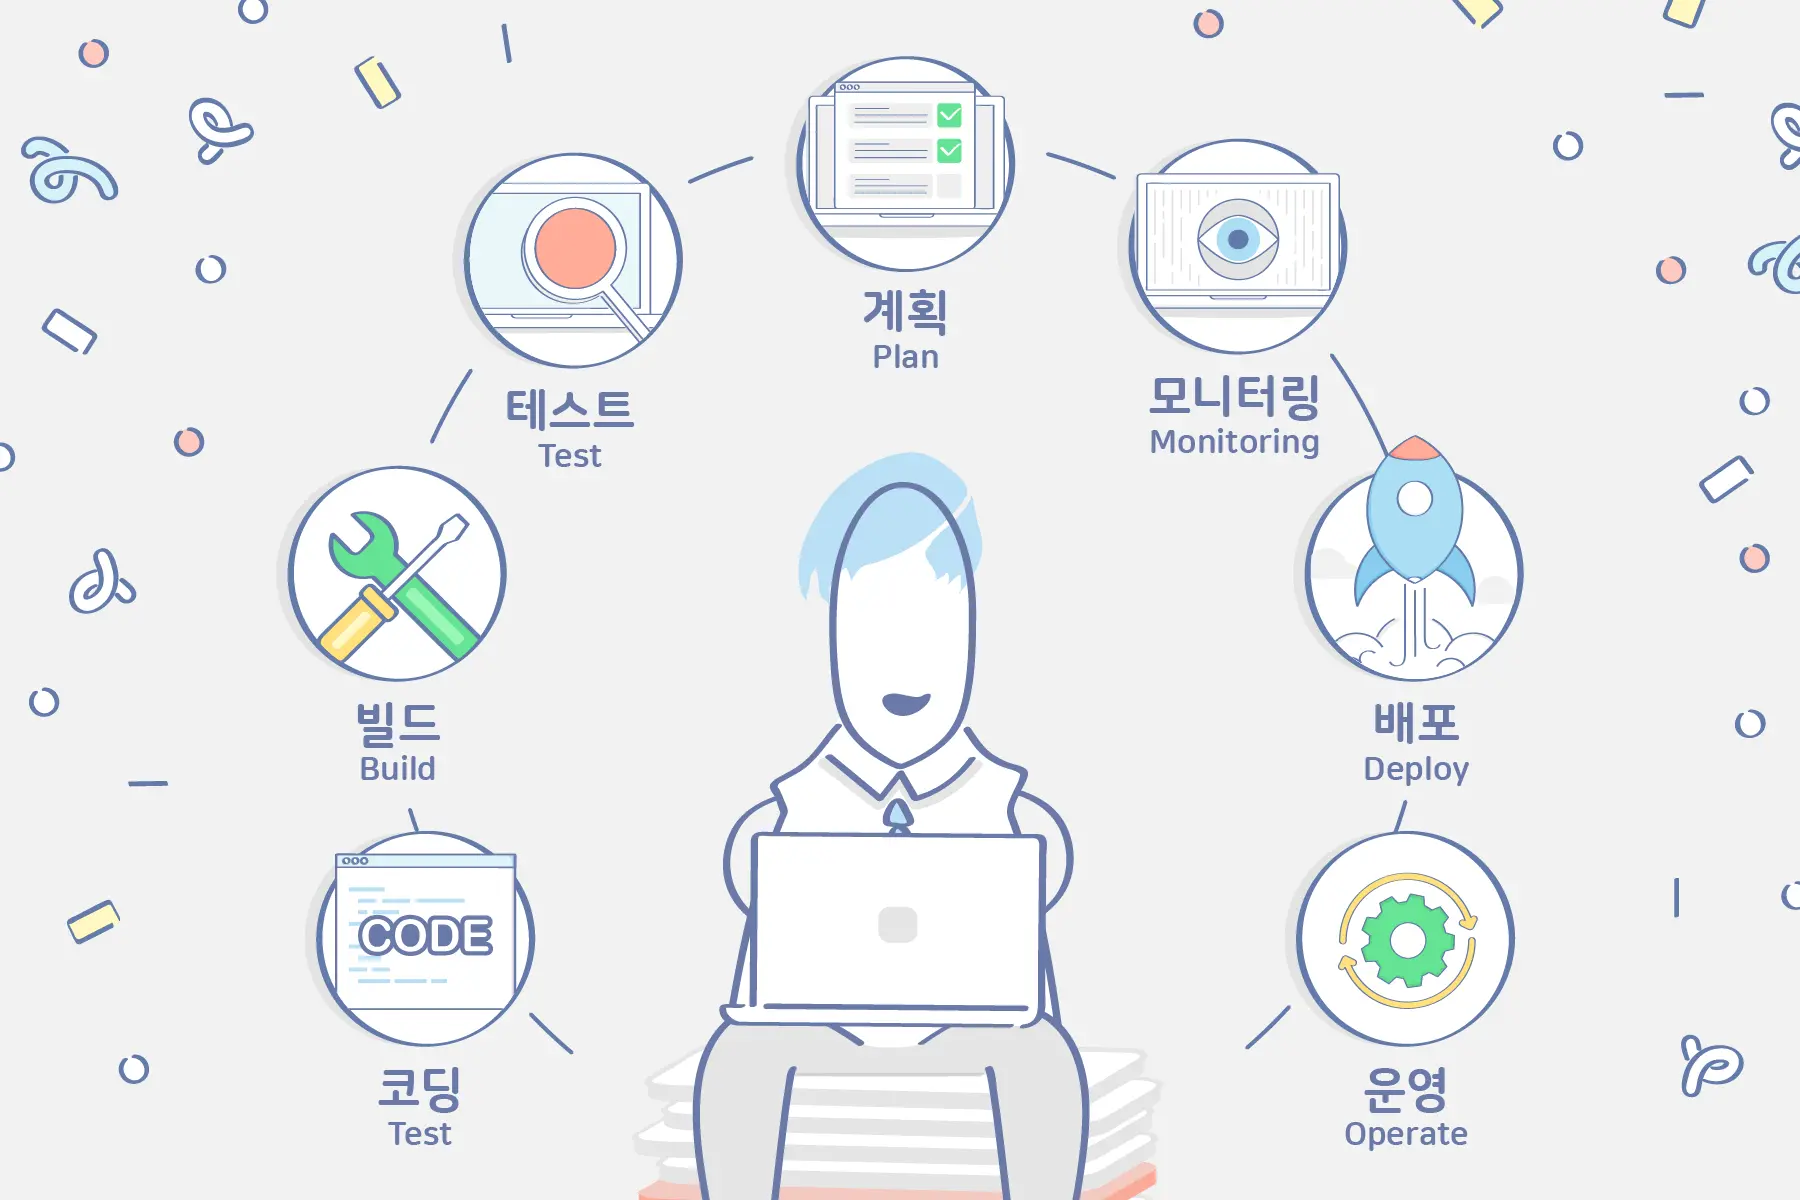 계획
Plan
테스트
Test
모니터링
Monitoring
빌드
Build
배포
Deploy
CODE
코딩
Test
운영
Operate